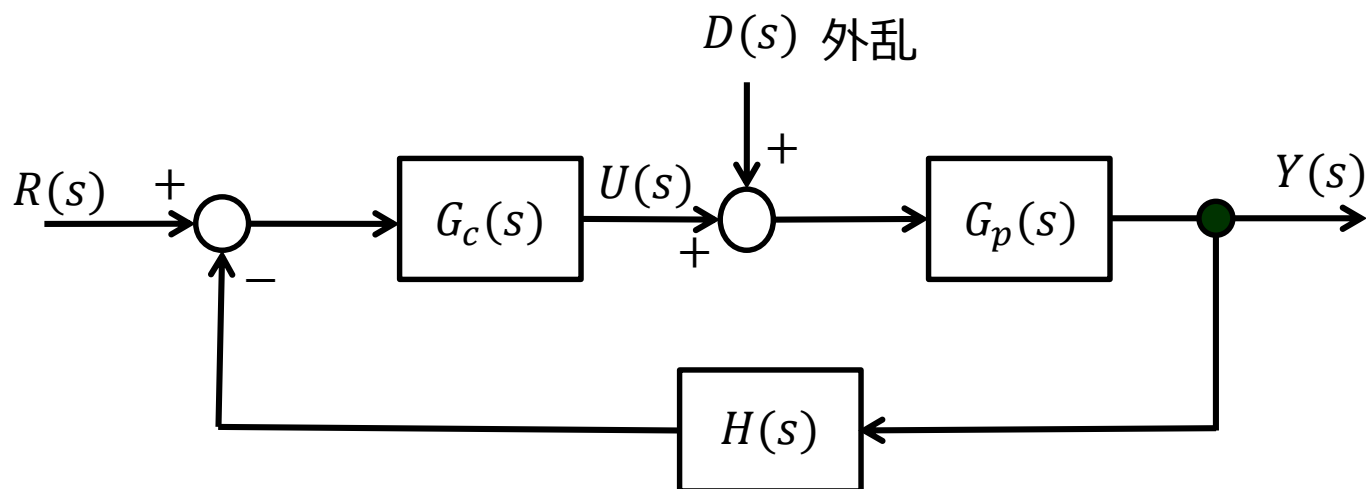 D(s) 外乱
+
R(s)
+
G_c(s)
U(s)
+
G_p(s)
Y(s)
−
H(s)